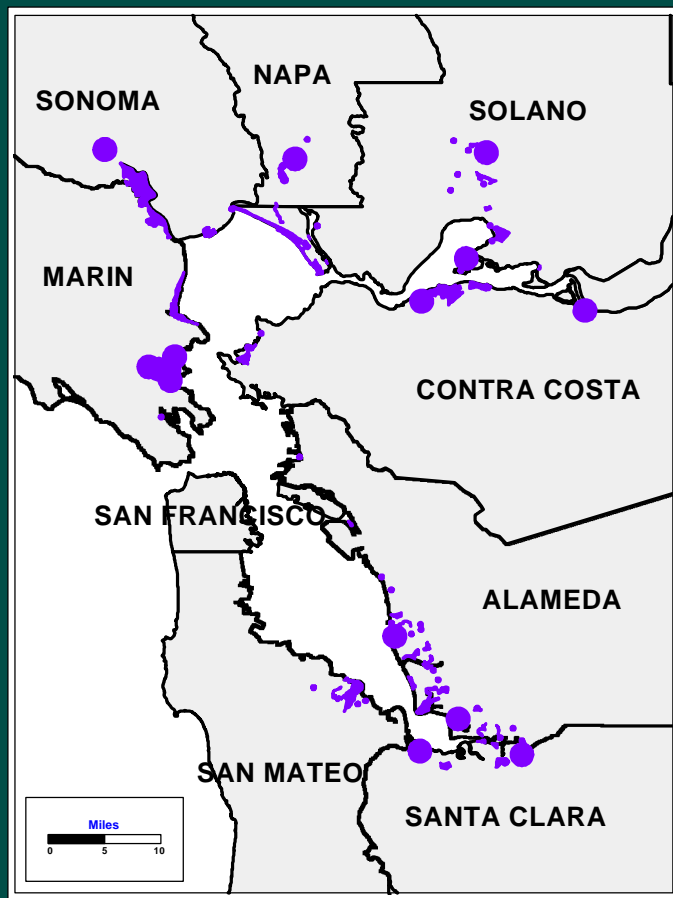 NAPA
SONOMA
SOLANO
MARIN
CONTRA COSTA
SAN FRANCISCO
ALAMEDA
SAN MATEO
SANTA CLARA
Miles
0 5 10